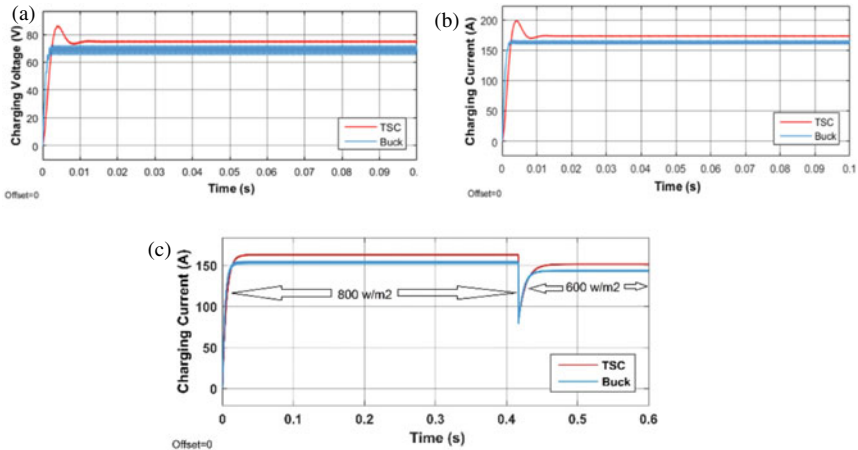 (a)
Charging Voltage (V)
80
60
40
20
0
TSC
Buck
0 0.01 0.02 0.03 0.04 0.05 0.06 0.07 0.08 0.09 0.
Time (s)
Offset=0
(b)
Charging Current (A)
200
150
100
50
0
TSC
Buck
0 0.01 0.02 0.03 0.04 0.05 0.06 0.07 0.08 0.09 0.1
Time (s)
Offset=0
(c)
Charging Current (A)
150
100
50
0
800 w/m2
600 w/m2
TSC
Buck
0 0.1 0.2 0.3 0.4 0.5 0.6
Time (s)
Offset=0